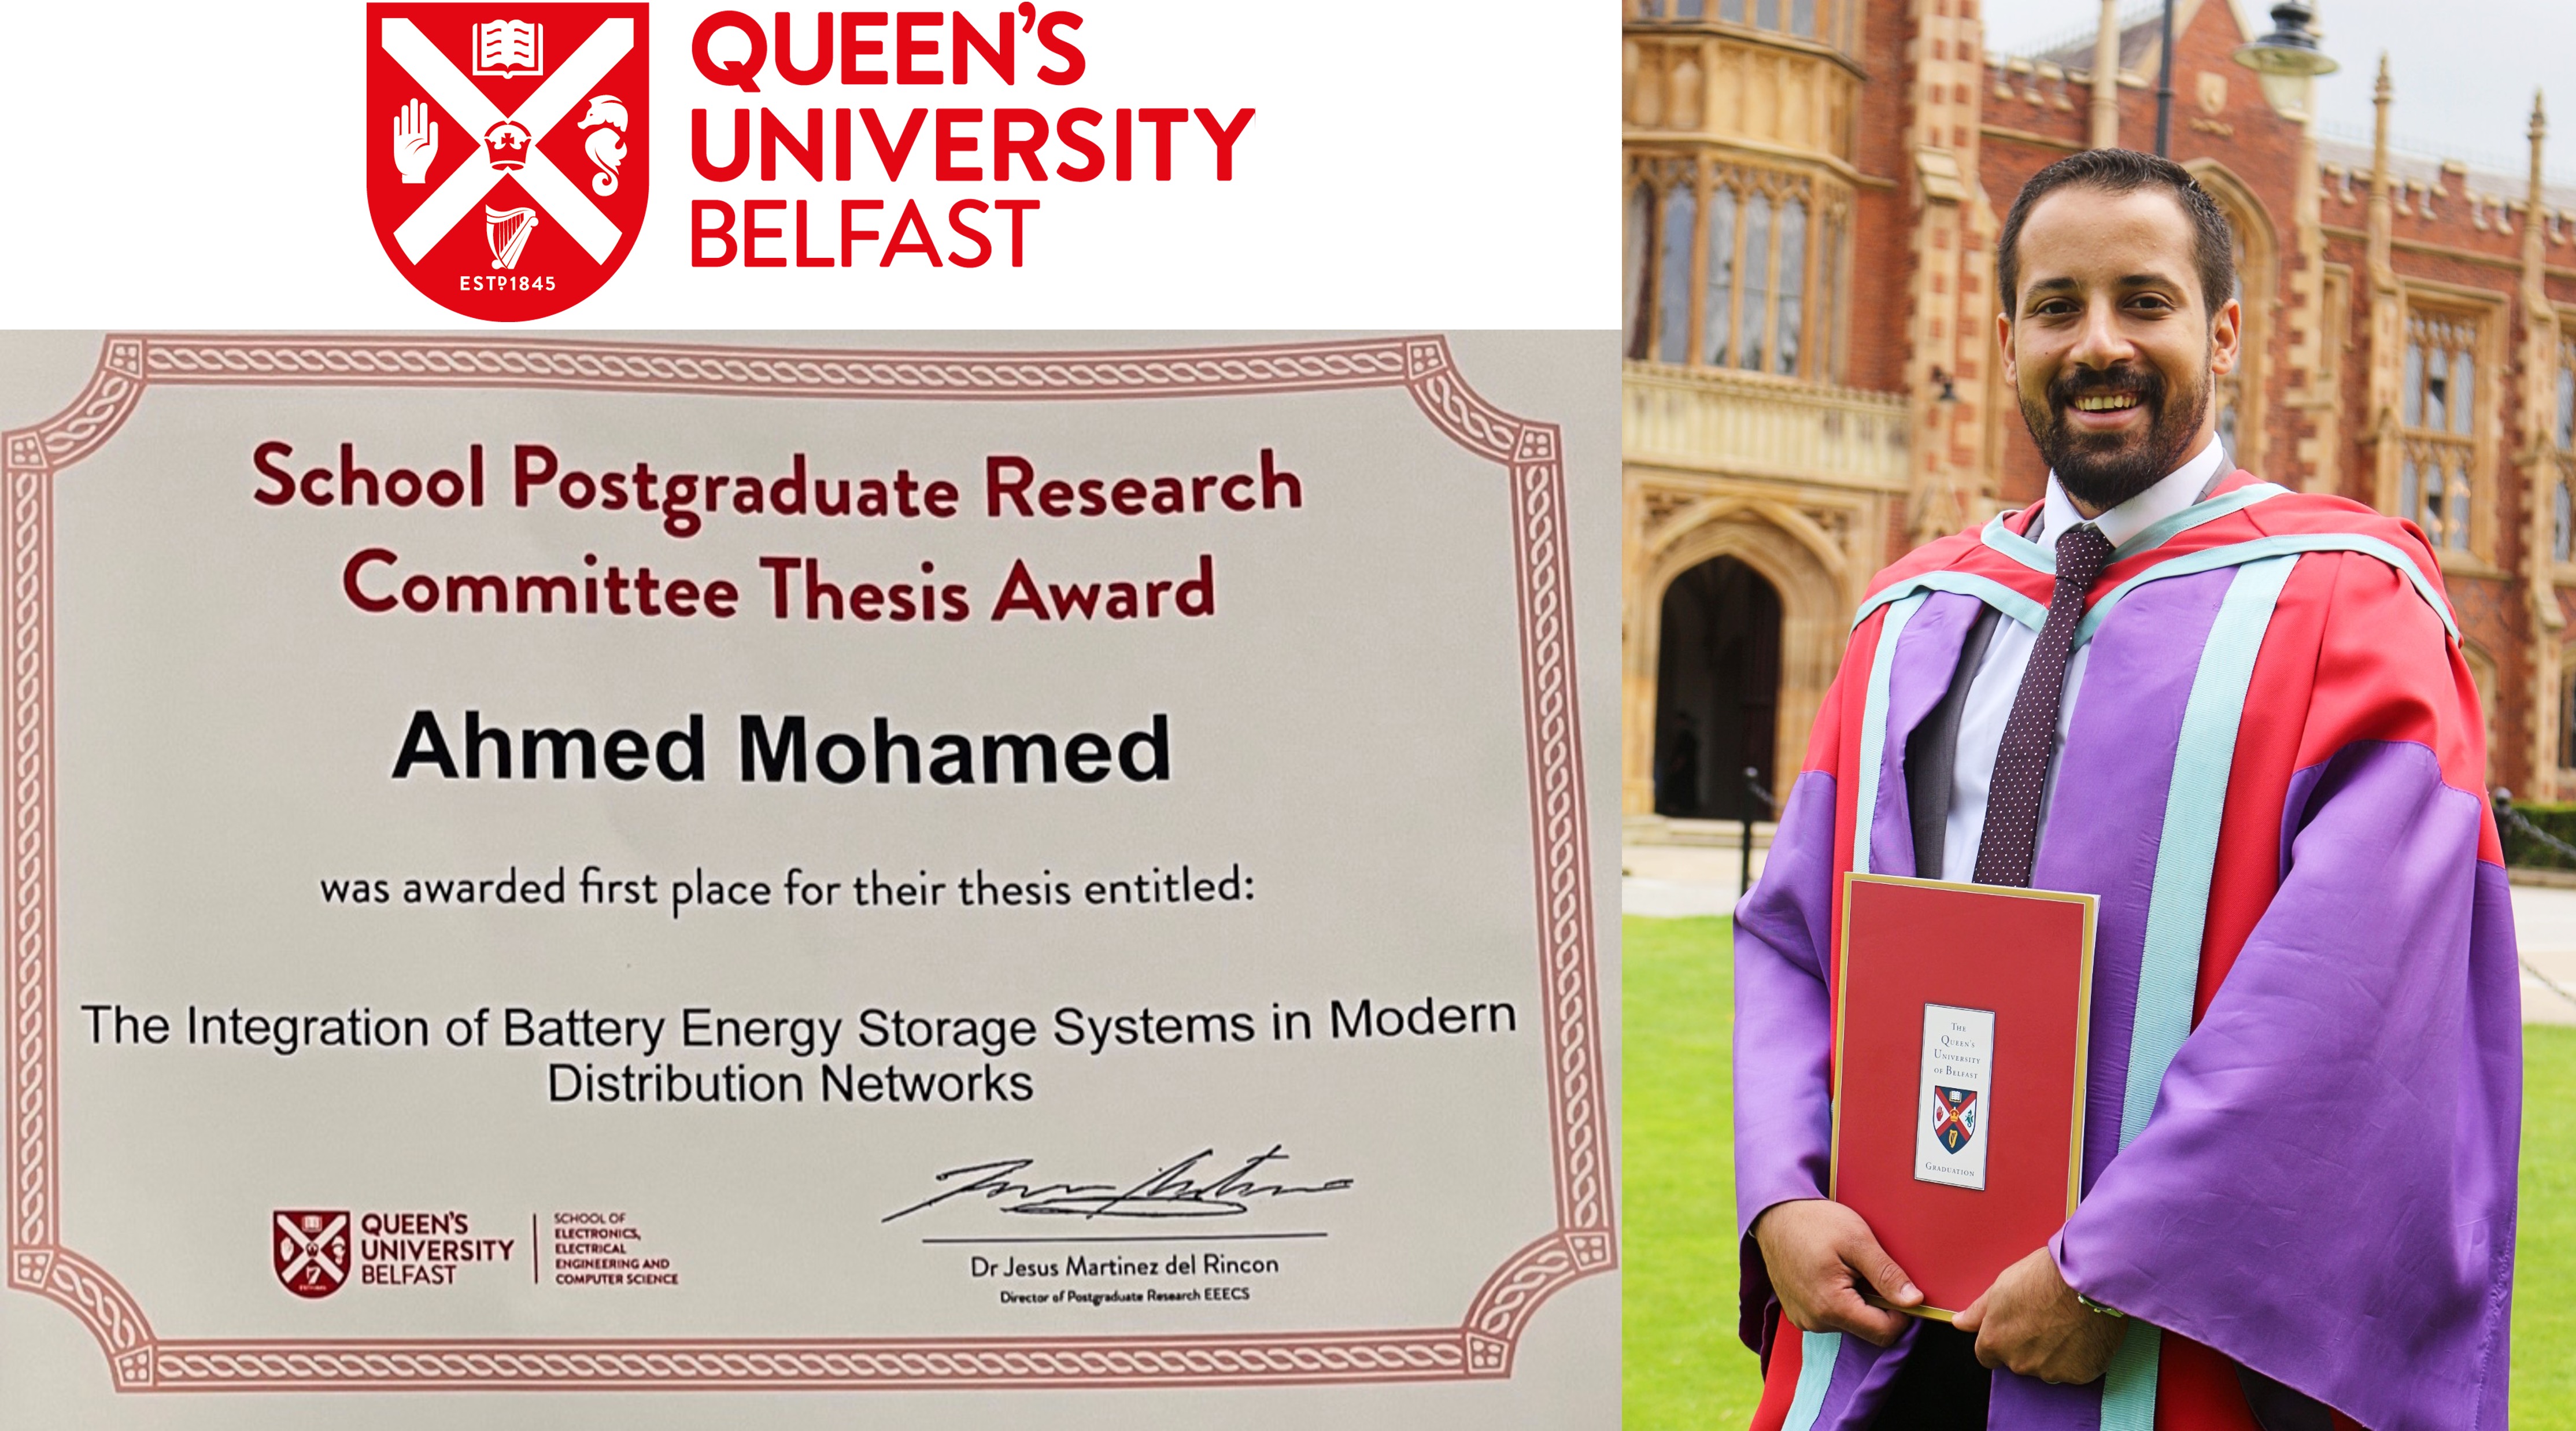 QUEEN'S
UNIVERSITY
BELFAST
ESTD 1845
School Postgraduate Research
Committee Thesis Award
Ahmed Mohamed
was awarded first place for their thesis entitled:
The Integration of Battery Energy Storage Systems in Modern
Distribution Networks
QUEEN'S
UNIVERSITY
BELFAST
SCHOOL OF
ELECTRONICS,
ELECTRICAL
ENGINEERING AND
COMPUTER SCIENCE
Dr Jesus Martinez del Rincon
Director of Postgraduate Research EEECS
THE
QUEEN'S
UNIVERSITY
OF BELFAST
GRADUATION